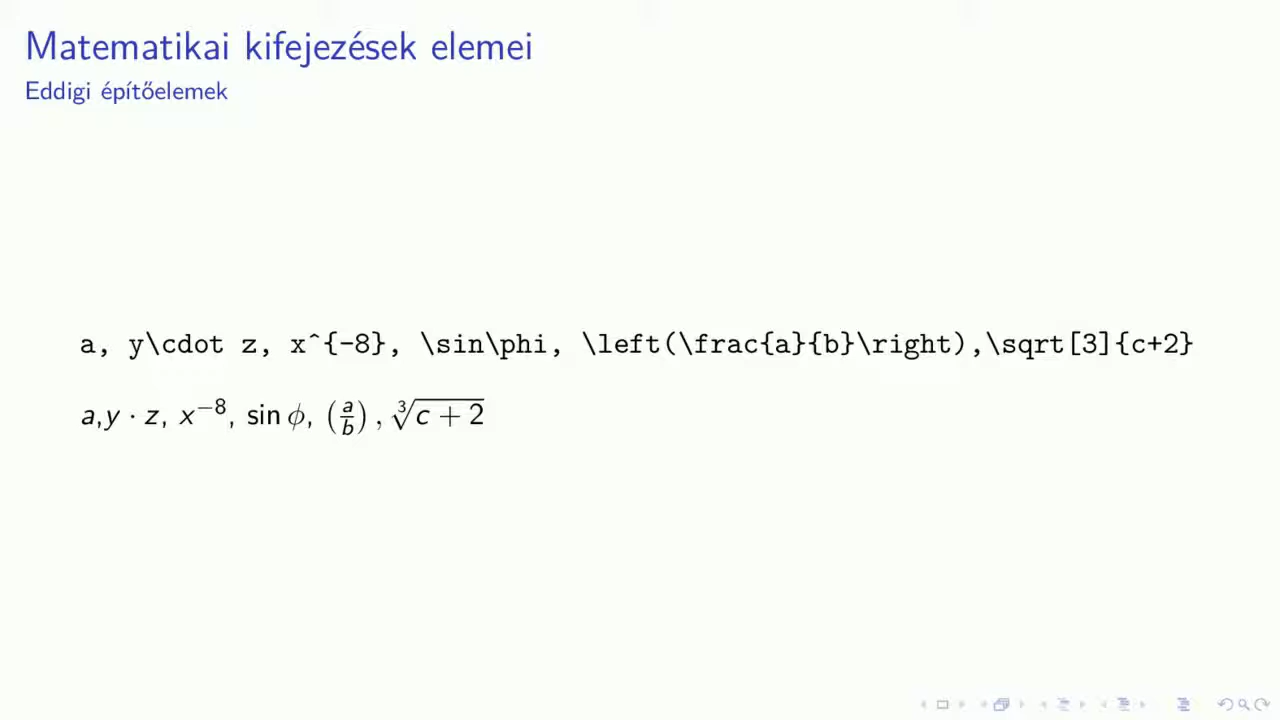 Matematikai kifejezések elemei
Eddigi építőelemek
a, y\cdot z, x^{-8}, \sin\phi, \left(\frac{a}{b}\right),\sqrt[3]{c+2}
a,y · z, x⁻⁸, sin ϕ, (a/b), ∛(c + 2)